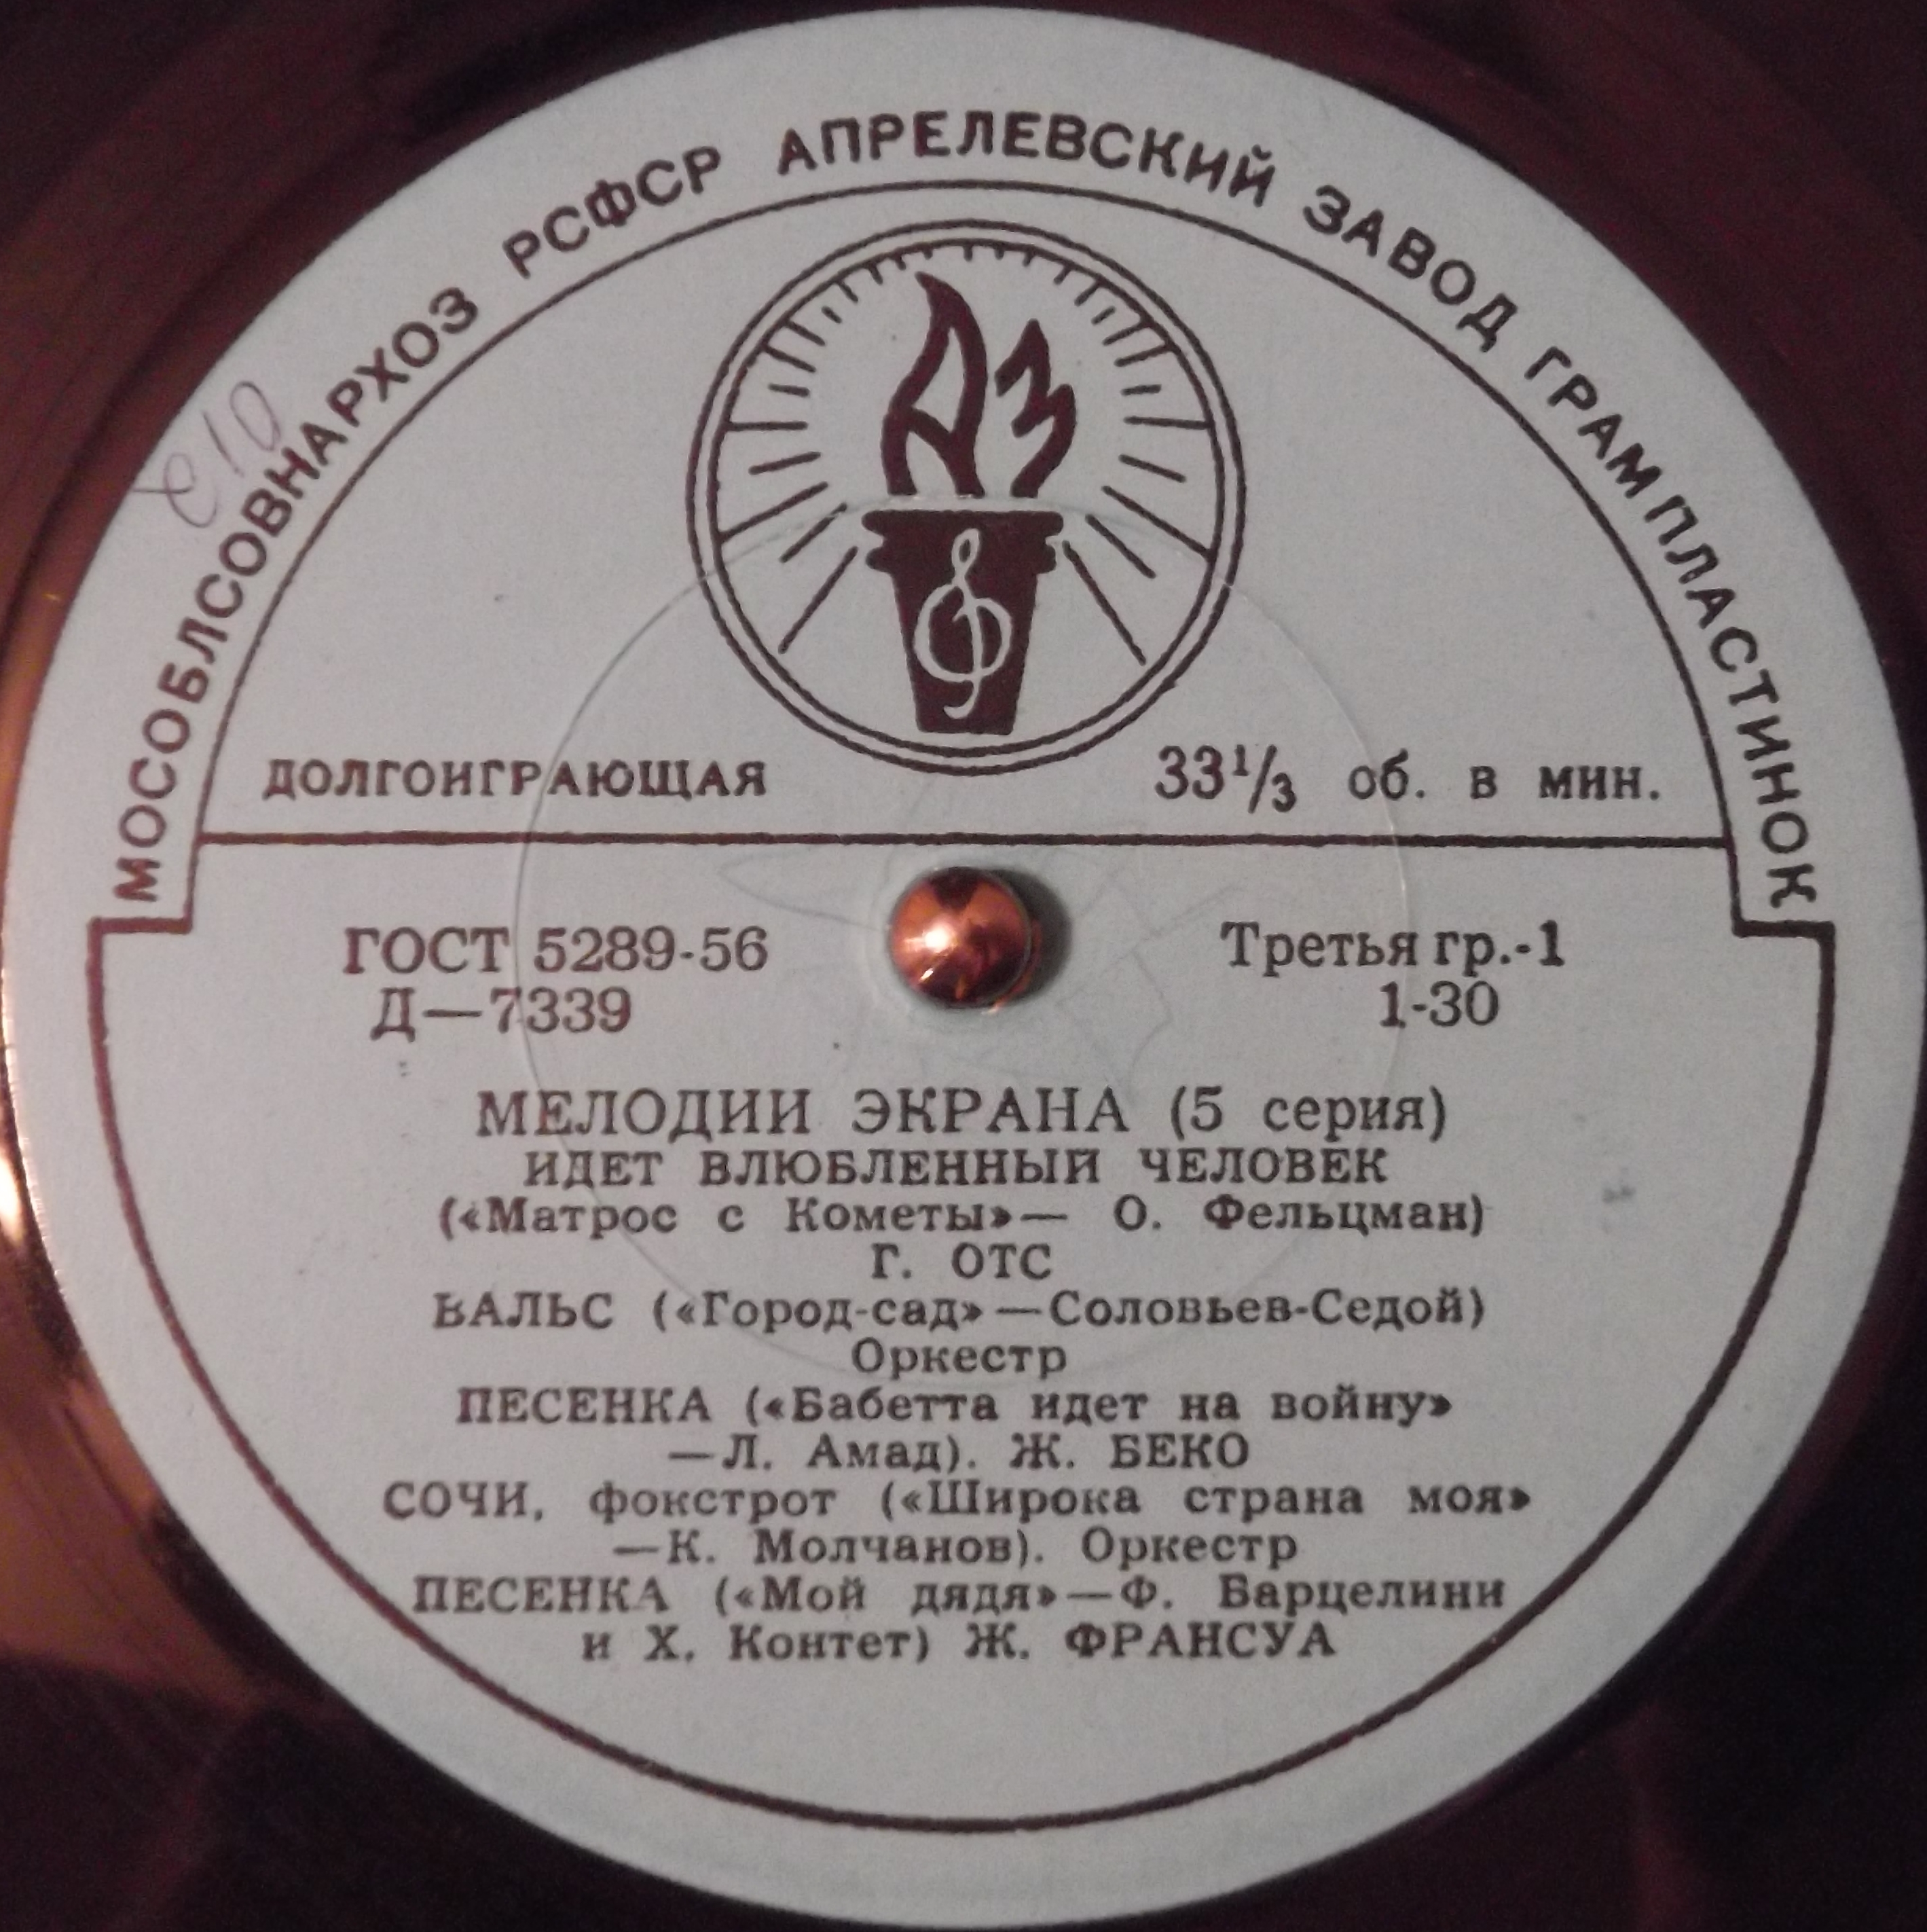 МОСОБЛСОВНАРХОЗ РСФСР АПРЕЛЕВСКИЙ ЗАВОД ГРАМПЛАСТИНОК
АЗ
ДОЛГОИГРАЮЩАЯ 33⅓ об. в мин.
ГОСТ 5289-56 Третья гр.-1
Д—7339 1-30
МЕЛОДИИ ЭКРАНА (5 серия)
ИДЕТ ВЛЮБЛЕННЫЙ ЧЕЛОВЕК
(«Матрос с Кометы»— О. Фельцман)
Г. ОТС
ВАЛЬС («Город-сад»—Соловьев-Седой)
Оркестр
ПЕСЕНКА («Бабетта идет на войну»
—Л. Амад). Ж. БЕКО
СОЧИ, фокстрот («Широка страна моя»
—К. Молчанов). Оркестр
ПЕСЕНКА («Мой дядя»—Ф. Барцелини
и Х. Контет) Ж. ФРАНСУА